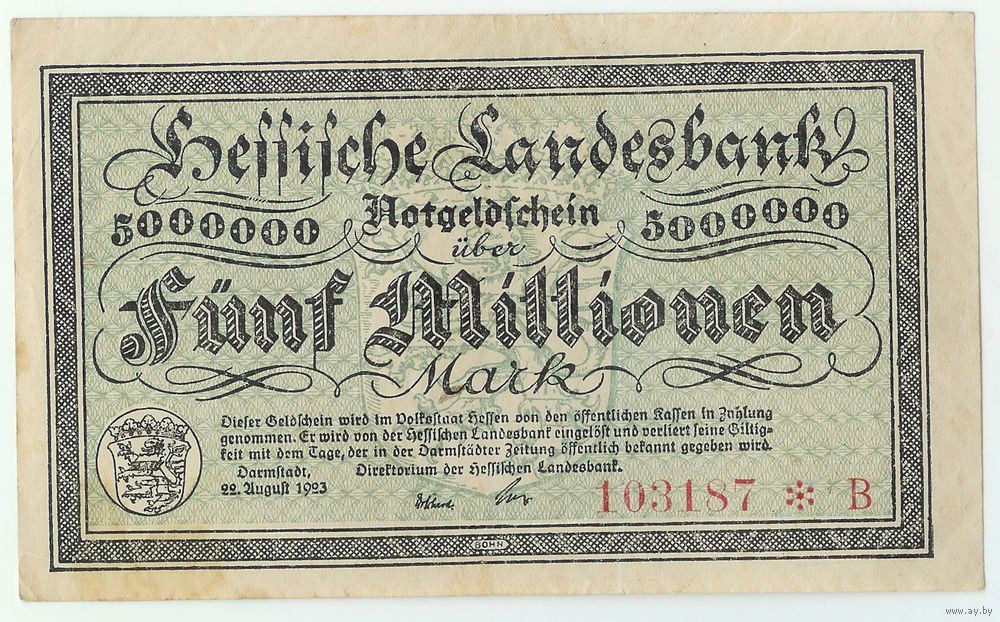 Hessische Landesbank
5000000 Notgeldschein 5000000
über
Fünf Millionen
Mark
Dieser Geldschein wird im Volksstaat Hessen von den öffentlichen Kassen in Zahlung
genommen. Er wird von der Hessischen Landesbank eingelöst und verliert seine Giltig-
keit mit dem Tage, der in der Darmstädter Zeitung öffentlich bekannt gegeben wird.
Darmstadt, Direktorium der Hessischen Landesbank.
22. August 1923
103187 * B
BOHN
www.ay.by